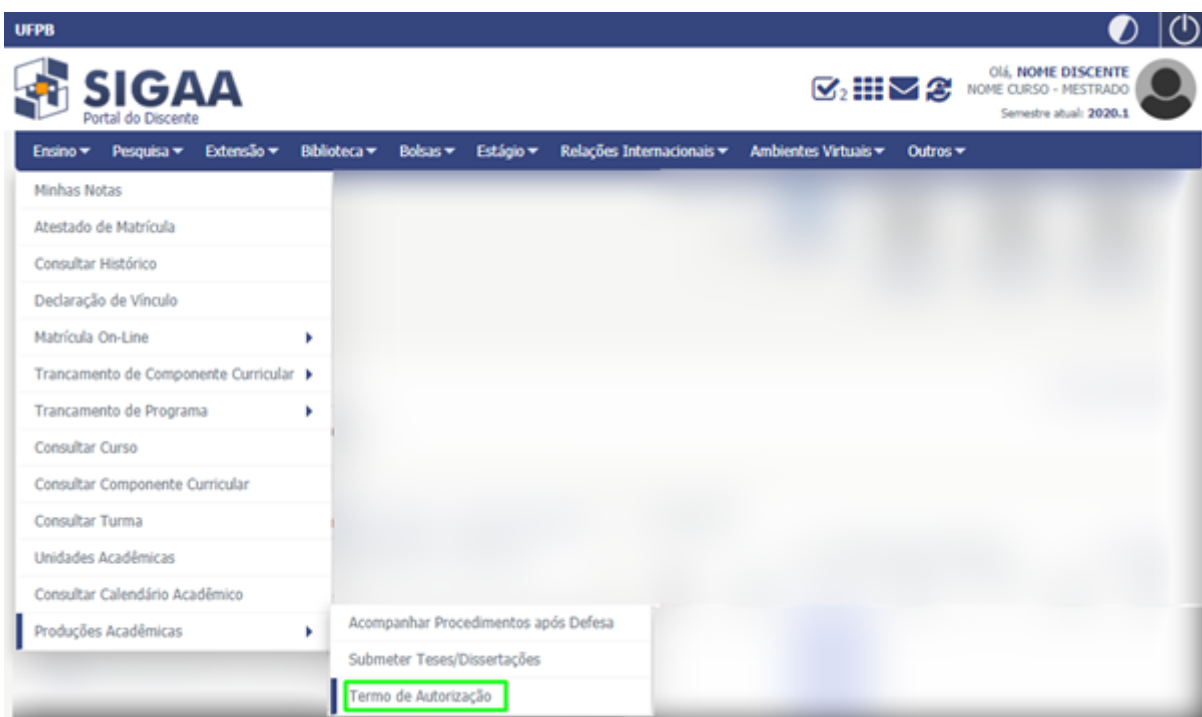 UFPB
SIGAA
Portal do Discente
2
Olá, NOME DISCENTE
NOME CURSO - MESTRADO
Semestre atual: 2020.1
Ensino Pesquisa Extensão Biblioteca Bolsas Estágio Relações Internacionais Ambientes Virtuais Outros
Minhas Notas
Atestado de Matrícula
Consultar Histórico
Declaração de Vínculo
Matrícula On-Line
Trancamento de Componente Curricular
Trancamento de Programa
Consultar Curso
Consultar Componente Curricular
Consultar Turma
Unidades Acadêmicas
Consultar Calendário Acadêmico
Produções Acadêmicas
Acompanhar Procedimentos após Defesa
Submeter Teses/Dissertações
Termo de Autorização